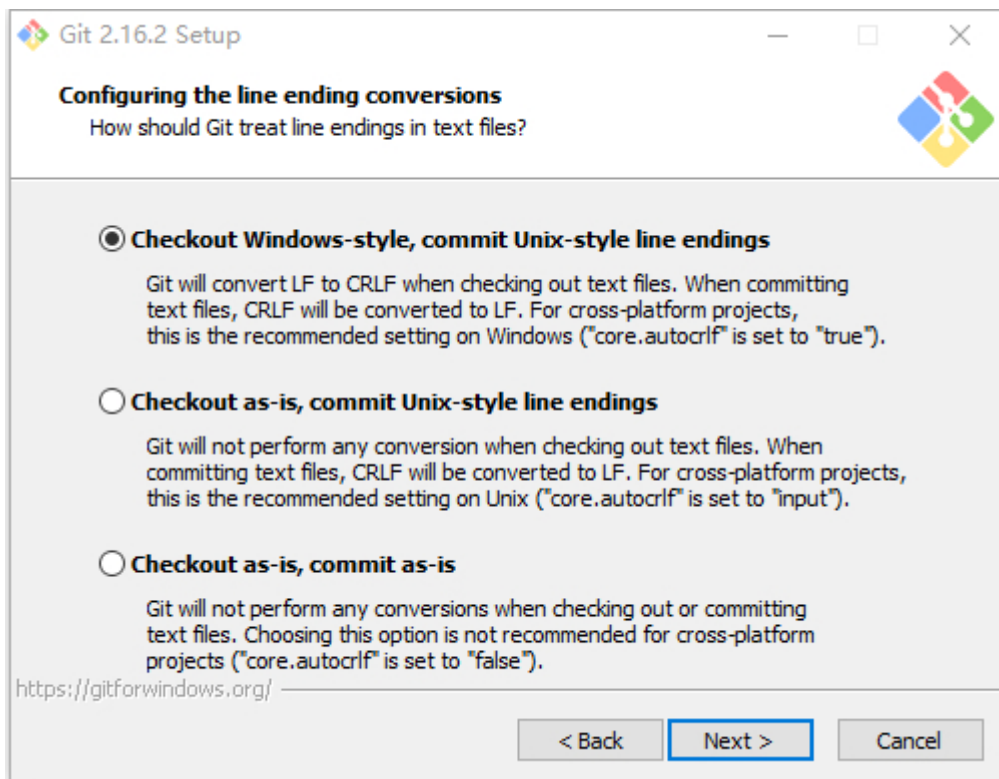 Git 2.16.2 Setup
Configuring the line ending conversions
How should Git treat line endings in text files?
Checkout Windows-style, commit Unix-style line endings
Git will convert LF to CRLF when checking out text files. When committing
text files, CRLF will be converted to LF. For cross-platform projects,
this is the recommended setting on Windows ("core.autocrlf" is set to "true").
Checkout as-is, commit Unix-style line endings
Git will not perform any conversion when checking out text files. When
committing text files, CRLF will be converted to LF. For cross-platform projects,
this is the recommended setting on Unix ("core.autocrlf" is set to "input").
Checkout as-is, commit as-is
Git will not perform any conversions when checking out or committing
text files. Choosing this option is not recommended for cross-platform
projects ("core.autocrlf" is set to "false").
https://gitforwindows.org/
< Back Next > Cancel